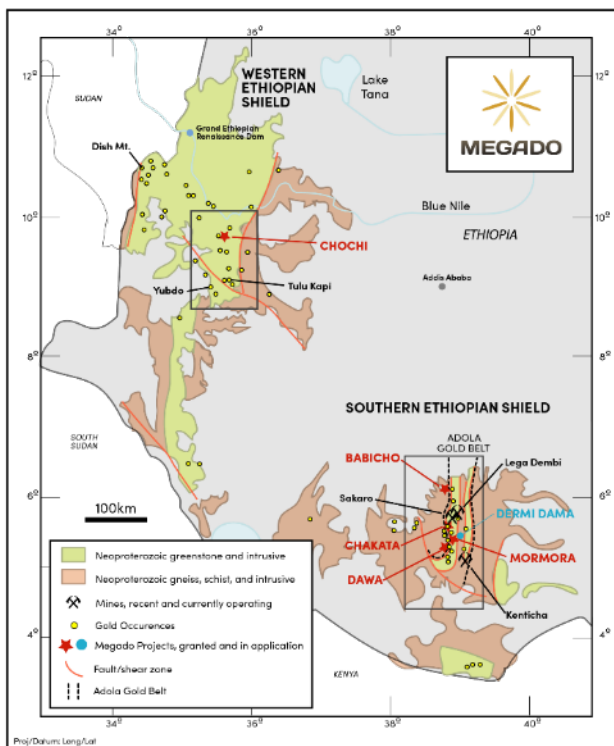 34°
36°
38°
40°
12°
12°
WESTERN
ETHIOPIAN
SHIELD
Lake
Tana
MEGADO
SUDAN
Grand Ethiopian
Renaissance Dam
Dish Mt.
10°
10°
Blue Nile
ETHIOPIA
CHOCHI
Addis Ababa
Yubdo
Tulu Kapi
8°
8°
SOUTHERN ETHIOPIAN SHIELD
ADOLA
GOLD BELT
SOUTH
SUDAN
BABICHO
Lega Dembi
6°
6°
Sakaro
100km
DERMI DAMA
CHAKATA
MORMORA
DAWA
Kenticha
Neoproterozoic greenstone and intrusive
Neoproterozoic gneiss, schist, and intrusive
Mines, recent and currently operating
Gold Occurences
Megado Projects, granted and in application
Fault/shear zone
Adola Gold Belt
4°
4°
KENYA
34°
36°
38°
40°
Proj/Datum: Long/Lat